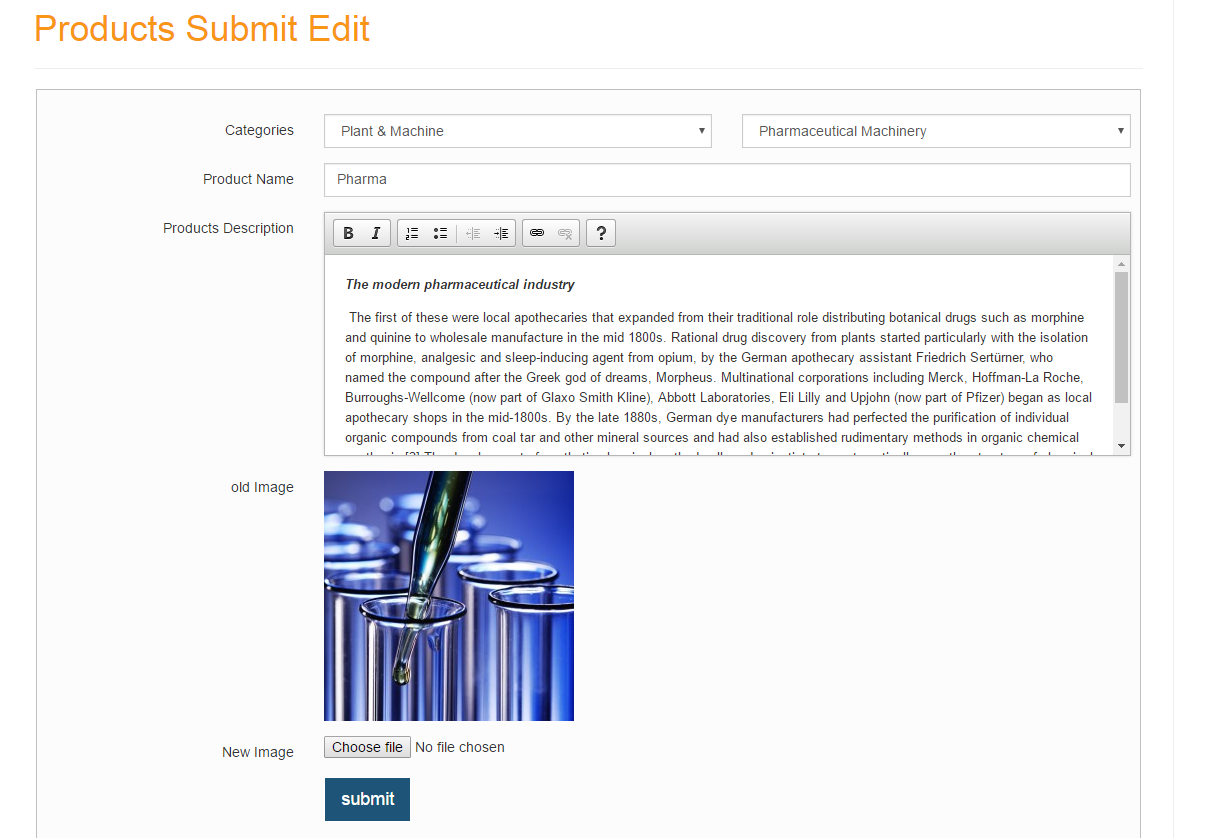 Products Submit Edit
Categories Plant & Machine Pharmaceutical Machinery
Product Name Pharma
Products Description B I ?
The modern pharmaceutical industry
The first of these were local apothecaries that expanded from their traditional role distributing botanical drugs such as morphine
and quinine to wholesale manufacture in the mid 1800s. Rational drug discovery from plants started particularly with the isolation
of morphine, analgesic and sleep-inducing agent from opium, by the German apothecary assistant Friedrich Sertürner, who
named the compound after the Greek god of dreams, Morpheus. Multinational corporations including Merck, Hoffman-La Roche,
Burroughs-Wellcome (now part of Glaxo Smith Kline), Abbott Laboratories, Eli Lilly and Upjohn (now part of Pfizer) began as local
apothecary shops in the mid-1800s. By the late 1880s, German dye manufacturers had perfected the purification of individual
organic compounds from coal tar and other mineral sources and had also established rudimentary methods in organic chemical
old Image
New Image Choose file No file chosen
submit